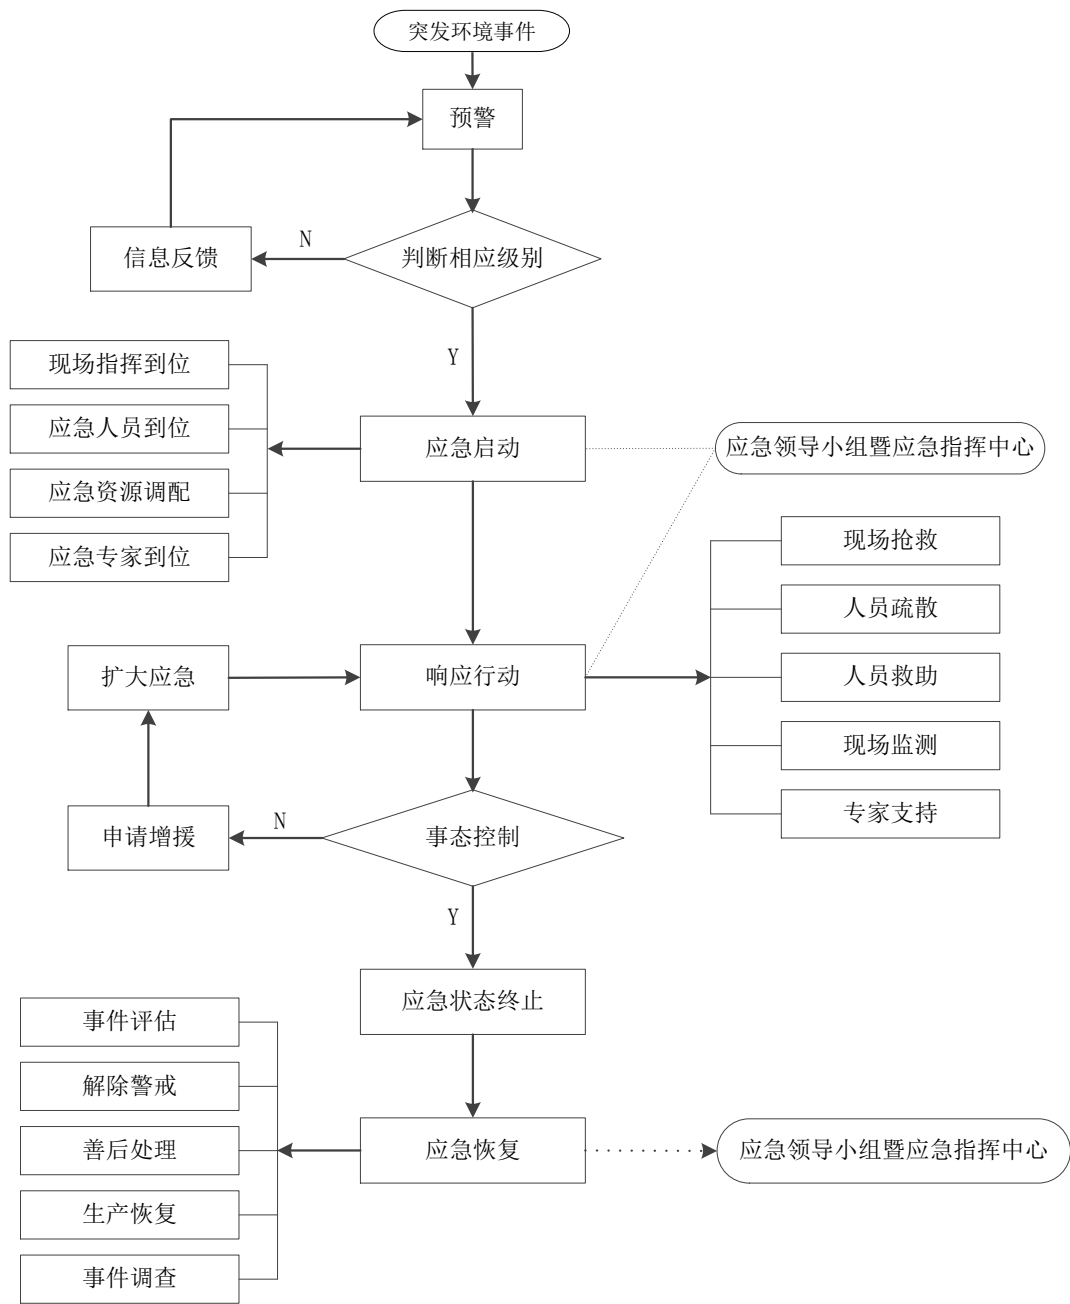 突发环境事件
预警
信息反馈
N
判断相应级别
Y
现场指挥到位
应急人员到位
应急资源调配
应急专家到位
应急启动
应急领导小组暨应急指挥中心
现场抢救
人员疏散
人员救助
现场监测
专家支持
扩大应急
响应行动
申请增援
N
事态控制
Y
应急状态终止
事件评估
解除警戒
善后处理
生产恢复
事件调查
应急恢复
应急领导小组暨应急指挥中心